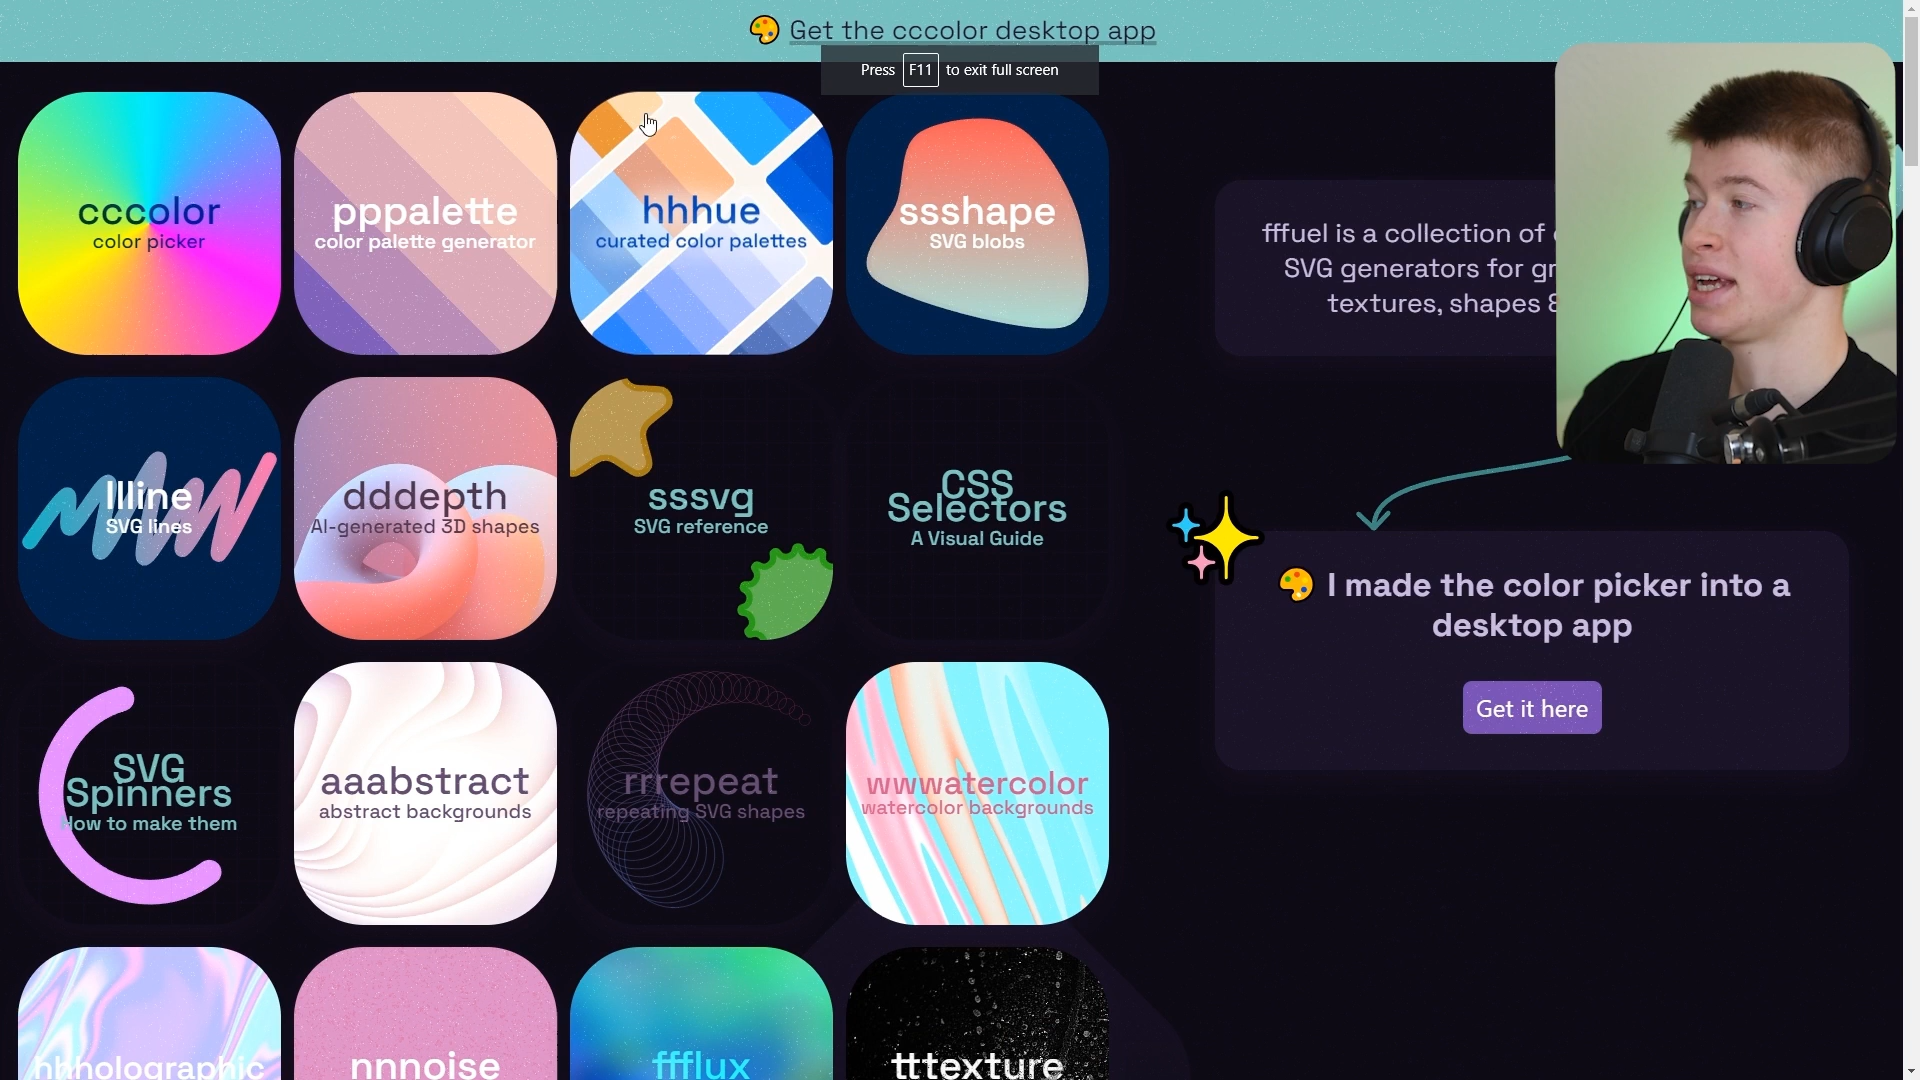 Get the cccolor desktop app
Press F11 to exit full screen
cccolor
color picker
pppalette
color palette generator
hhhue
curated color palettes
ssshape
SVG blobs
fffuel is a collection of
SVG generators for
textures, shapes
llline
SVG lines
dddepth
AI-generated 3D shapes
sssvg
SVG reference
CSS
Selectors
A Visual Guide
I made the color picker into a
desktop app
Get it here
SVG
Spinners
How to make them
aaabstract
abstract backgrounds
rrrepeat
repeating SVG shapes
wwwatercolor
watercolor backgrounds
hhholographic
nnnoise
ffflux
tttexture